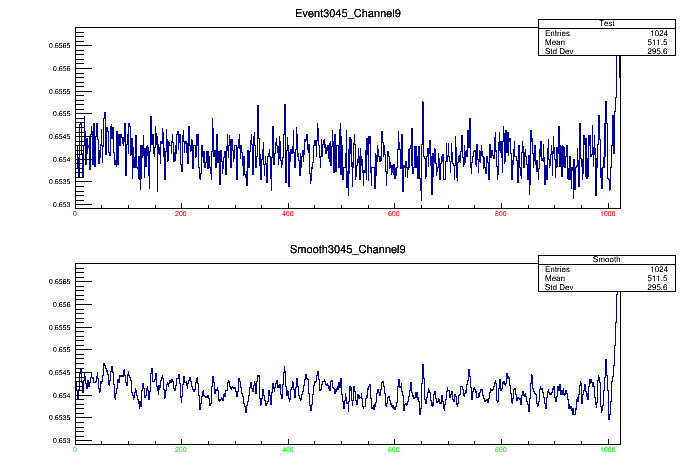 Event3045_Channel9
Test
Entries 1024
Mean 511.5
Std Dev 295.6
0.6565
0.656
0.6555
0.655
0.6545
0.654
0.6535
0.653
0 200 400 600 800 1000
Smooth3045_Channel9
Smooth
Entries 1024
Mean 511.5
Std Dev 295.6
0.6565
0.656
0.6555
0.655
0.6545
0.654
0.6535
0.653
0 200 400 600 800 1000